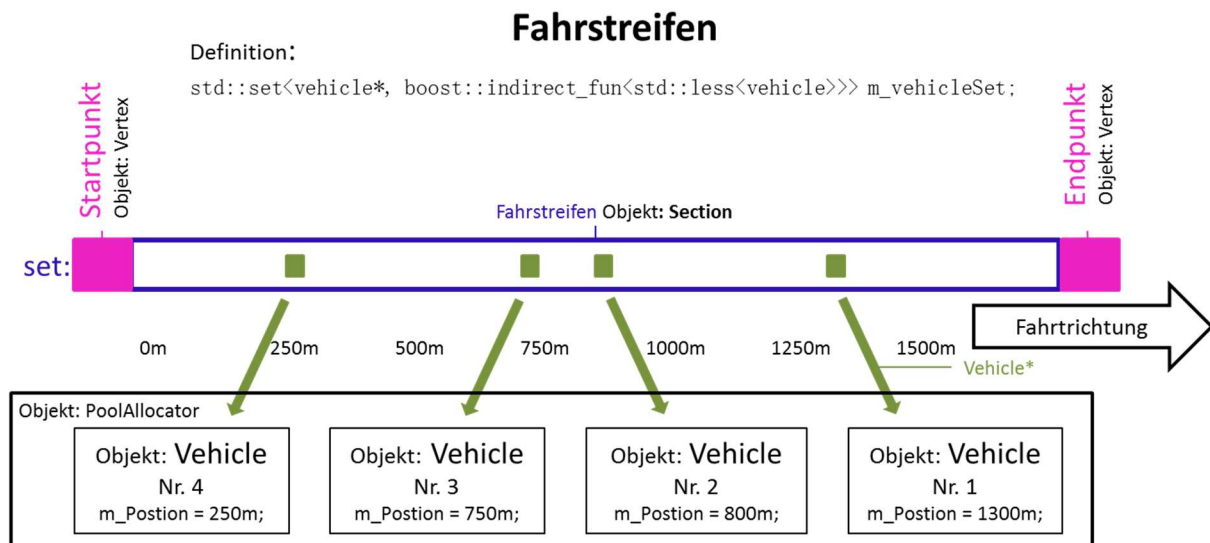 Fahrstreifen
Definition:
std::set<vehicle*, boost::indirect_fun<std::less<vehicle>>> m_vehicleSet;
Startpunkt
Objekt: Vertex
Endpunkt
Objekt: Vertex
Fahrstreifen Objekt: Section
set:
Fahrtrichtung
0m 250m 500m 750m 1000m 1250m 1500m
Vehicle*
Objekt: PoolAllocator
Objekt: Vehicle
Nr. 4
m_Postion = 250m;
Objekt: Vehicle
Nr. 3
m_Postion = 750m;
Objekt: Vehicle
Nr. 2
m_Postion = 800m;
Objekt: Vehicle
Nr. 1
m_Postion = 1300m;